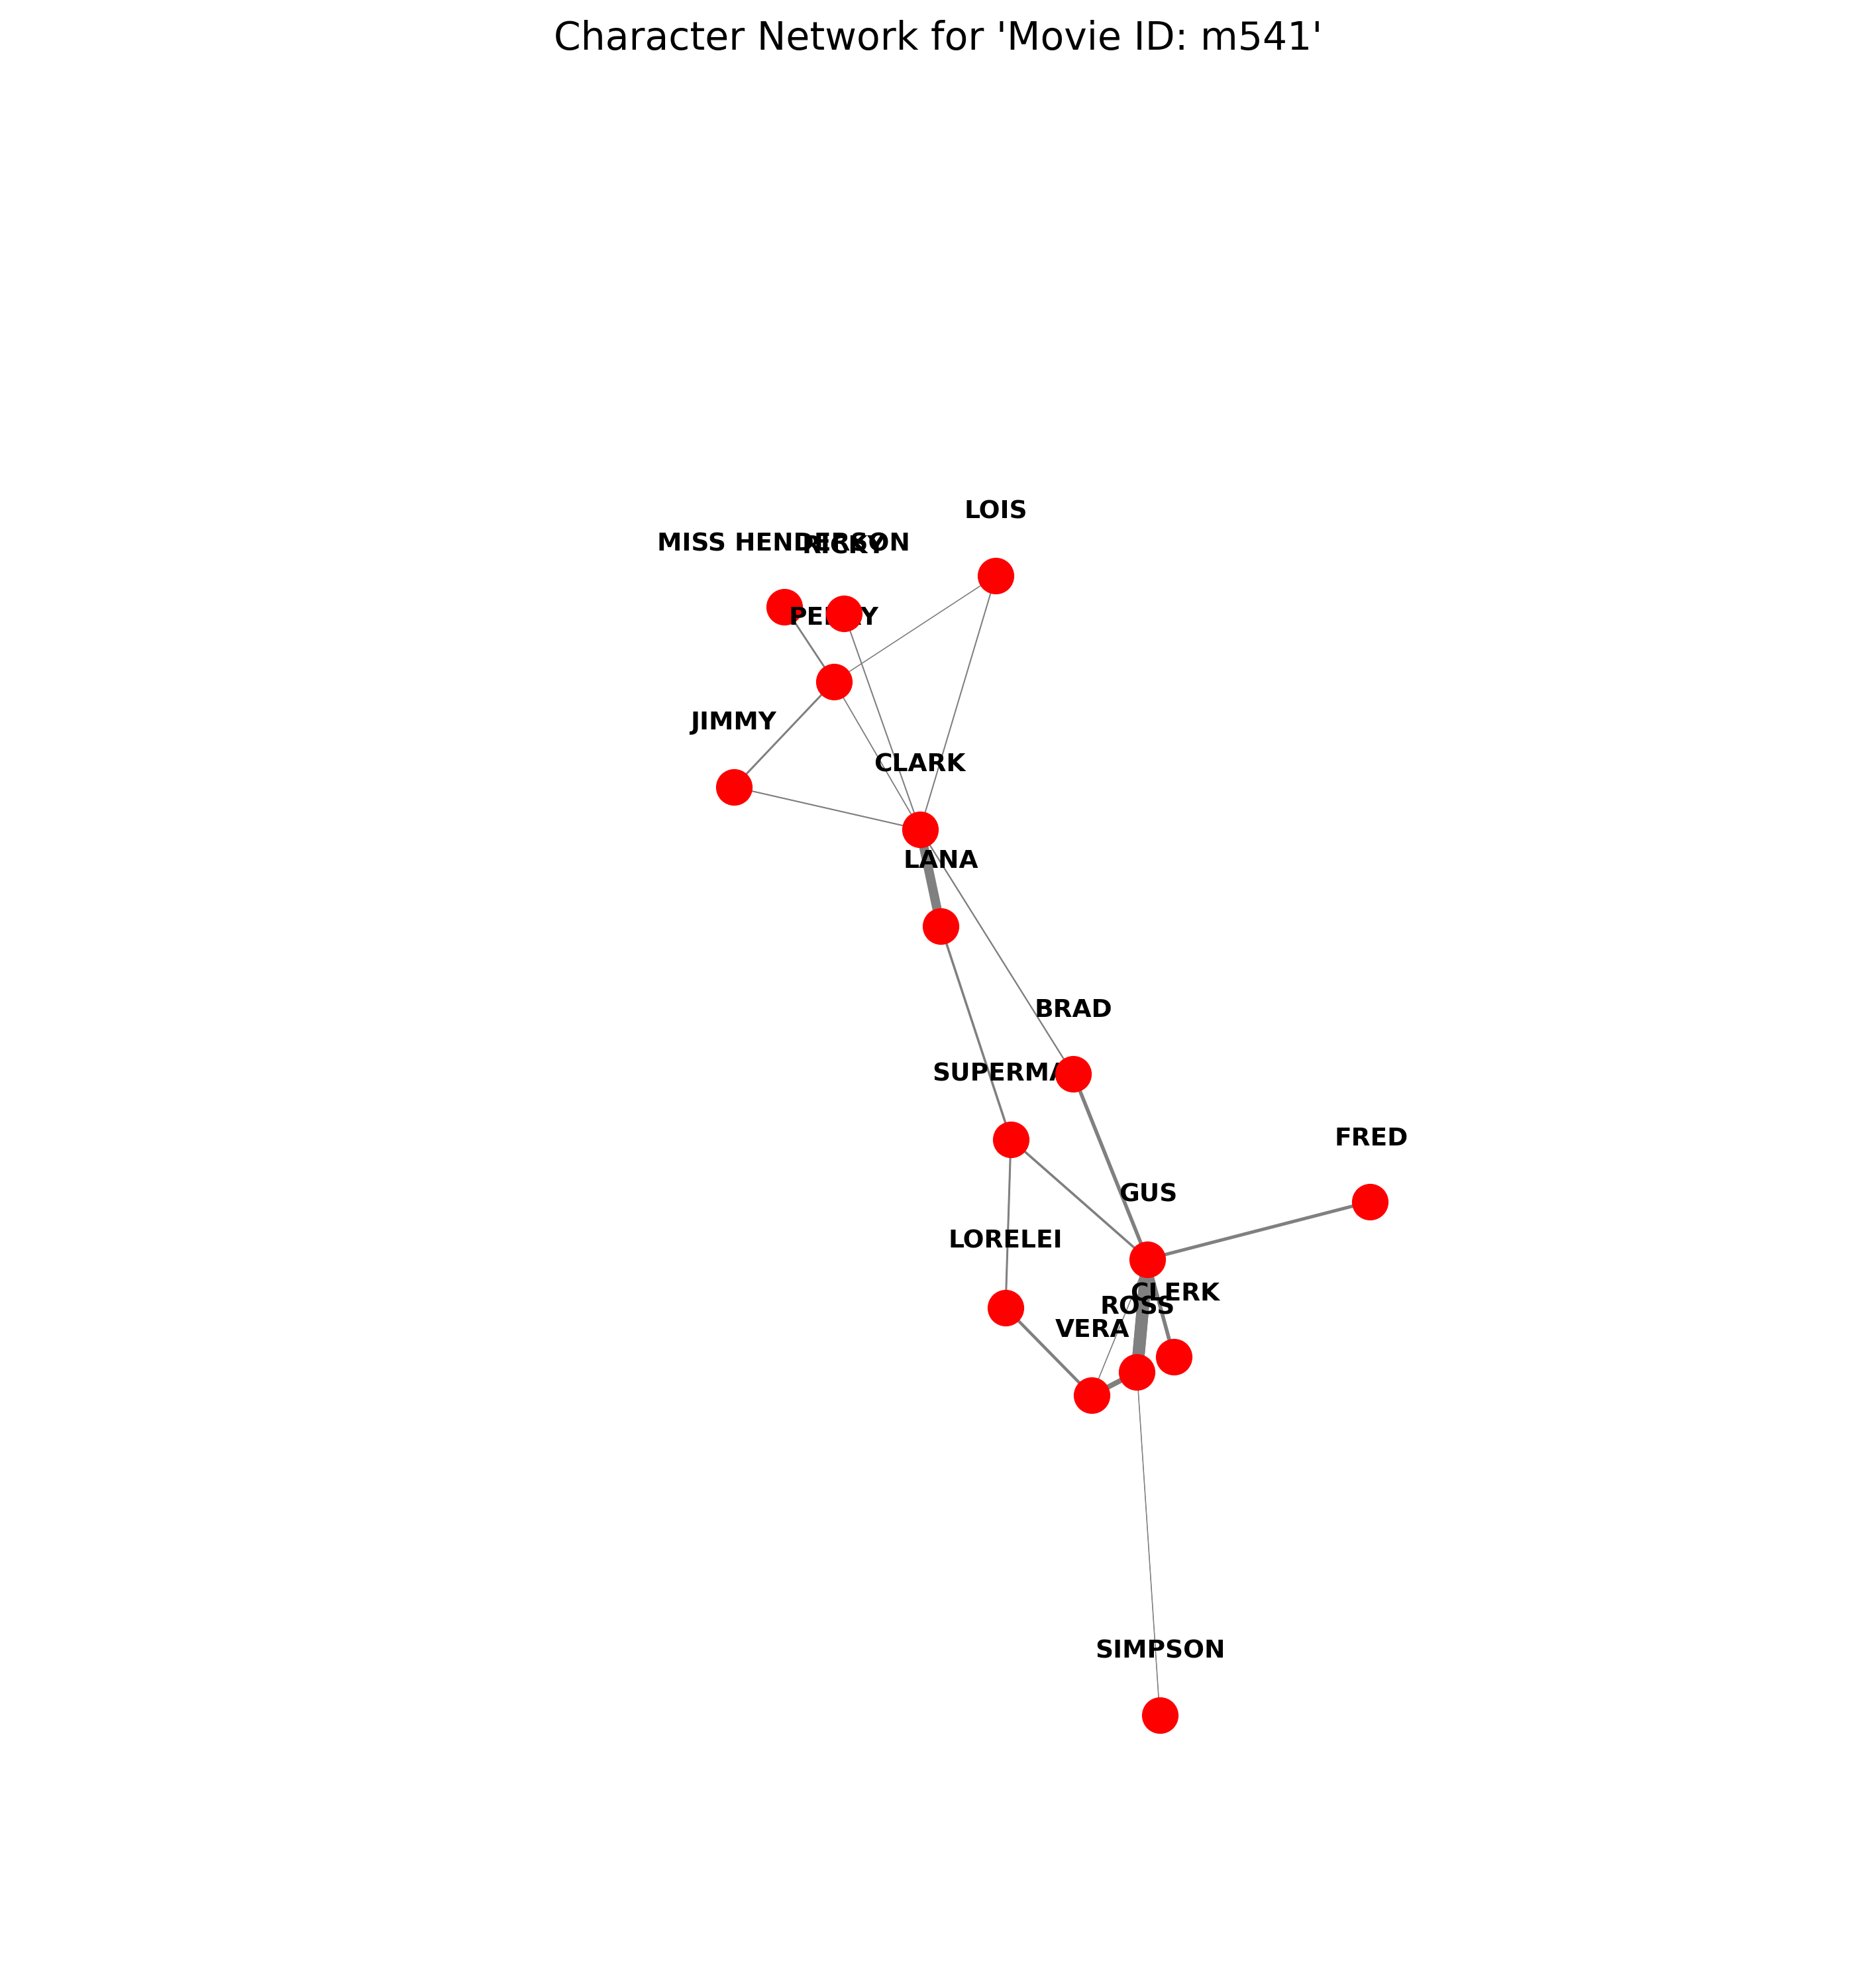 Character Network for 'Movie ID: m541'
LOIS
MISS HENDERSON
RICKY
PERRY
JIMMY
CLARK
LANA
BRAD
SUPERMA
FRED
GUS
LORELEI
CLERK
ROSS
VERA
SIMPSON